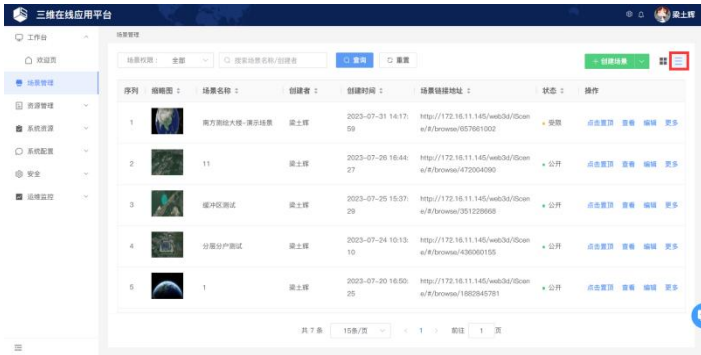 三维在线应用平台
梁土辉
工作台
欢迎页
场景管理
资源管理
系统资源
系统配置
安全
运维监控
场景管理
场景权限： 全部 搜索场景名称/创建者 查询 重置 + 创建场景
序列 缩略图 场景名称 创建者 创建时间 场景链接地址 状态 操作
1 南方测绘大楼-演示场景 梁土辉 2023-07-31 14:17:59 http://172.16.11.145/web3d/iScene/#/browse/657661002 受限 点击置顶 查看 编辑 更多
2 11 梁土辉 2023-07-26 16:44:27 http://172.16.11.145/web3d/iScene/#/browse/472004090 公开 点击置顶 查看 编辑 更多
3 缓冲区测试 梁土辉 2023-07-25 15:37:29 http://172.16.11.145/web3d/iScene/#/browse/351228668 公开 点击置顶 查看 编辑 更多
4 分层分户测试 梁土辉 2023-07-24 10:13:10 http://172.16.11.145/web3d/iScene/#/browse/436060155 公开 点击置顶 查看 编辑 更多
5 1 梁土辉 2023-07-20 16:50:25 http://172.16.11.145/web3d/iScene/#/browse/1882845781 公开 点击置顶 查看 编辑 更多
共 7 条 15条/页 < 1 > 前往 1 页